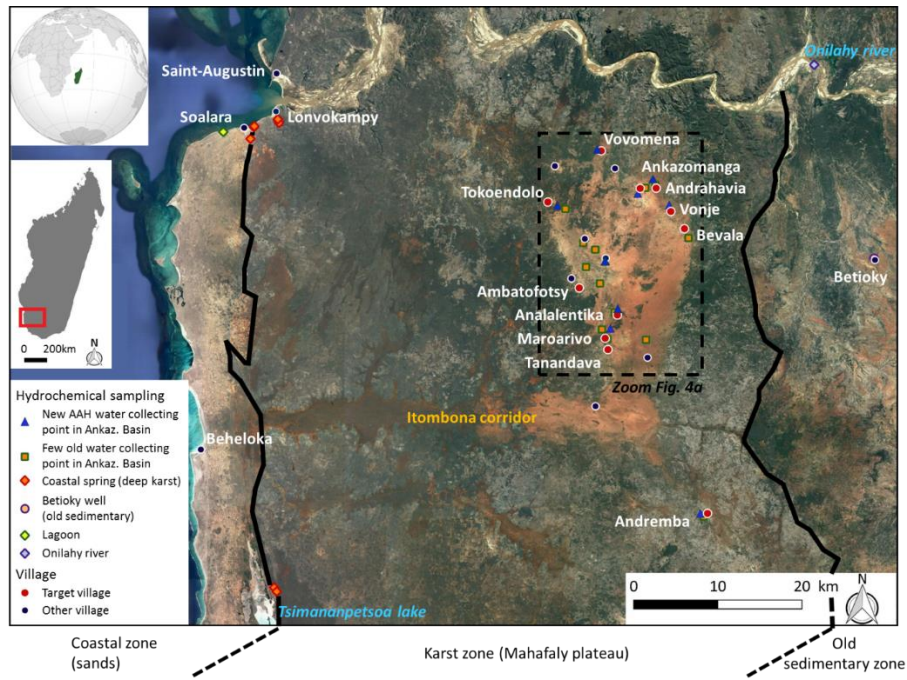 Onilahy river
Saint-Augustin
Soalara
Lonvokampy
Vovomena
Ankazomanga
Tokoendolo
Andrahavia
Vonje
Bevala
Betioky
Ambatofotsy
Analalentika
Maroarivo
Tanandava
Zoom Fig. 4a
0 200km
N
Itombona corridor
Beheloka
Andremba
Hydrochemical sampling
New AAH water collecting
point in Ankaz. Basin
Few old water collecting
point in Ankaz. Basin
Coastal spring (deep karst)
Betioky well
(old sedimentary)
Lagoon
Onilahy river
Village
Target village
Other village
Tsimananpetsoa lake
0 10 20 km
N
Coastal zone
(sands)
Karst zone (Mahafaly plateau)
Old
sedimentary zone